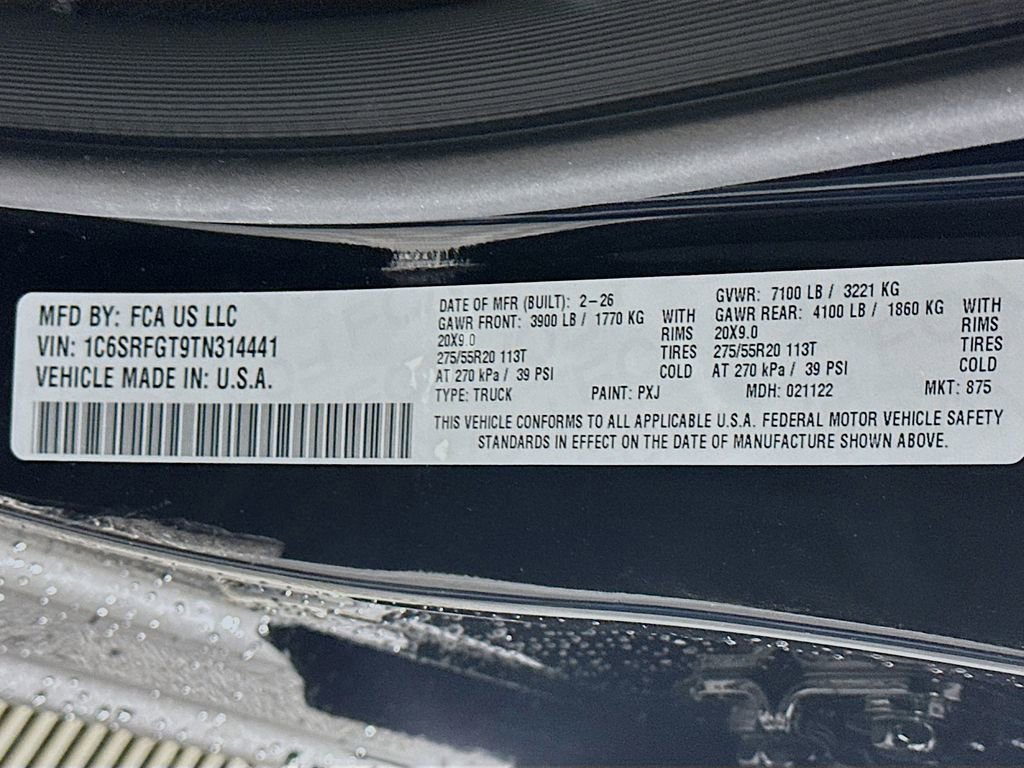 MFD BY: FCA US LLC
VIN: 1C6SRFGT9TN314441
VEHICLE MADE IN: U.S.A.
DATE OF MFR (BUILT): 2-26
GAWR FRONT: 3900 LB / 1770 KG WITH
20X9.0 RIMS
275/55R20 113T TIRES
AT 270 kPa / 39 PSI COLD
TYPE: TRUCK PAINT: PXJ
GVWR: 7100 LB / 3221 KG
GAWR REAR: 4100 LB / 1860 KG WITH
20X9.0 RIMS
275/55R20 113T TIRES
AT 270 kPa / 39 PSI COLD
MDH: 021122 MKT: 875
THIS VEHICLE CONFORMS TO ALL APPLICABLE U.S.A. FEDERAL MOTOR VEHICLE SAFETY
STANDARDS IN EFFECT ON THE DATE OF MANUFACTURE SHOWN ABOVE.